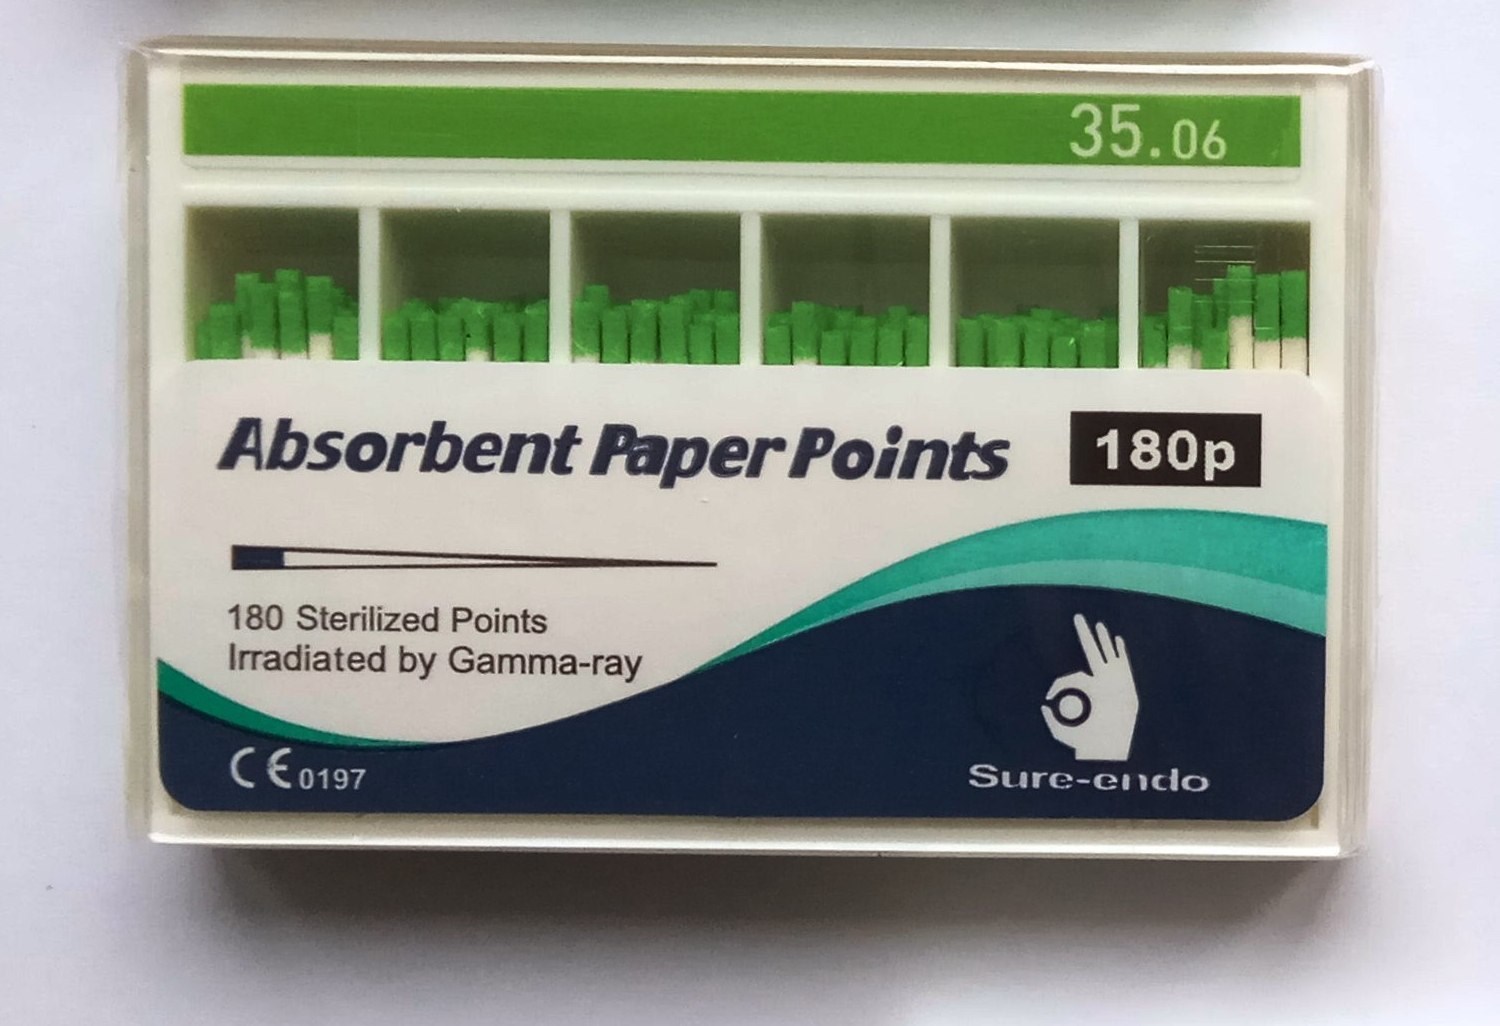 35.06
Absorbent Paper Points
180p
180 Sterilized Points
Irradiated by Gamma-ray
CE 0197
Sure-endo